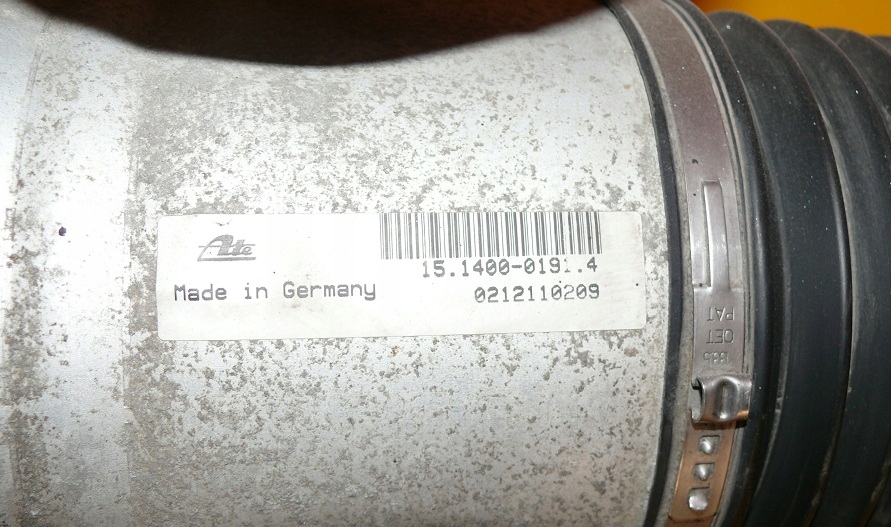 Ate
15.1400-0191.4
Made in Germany
0212110209
OET
PAT